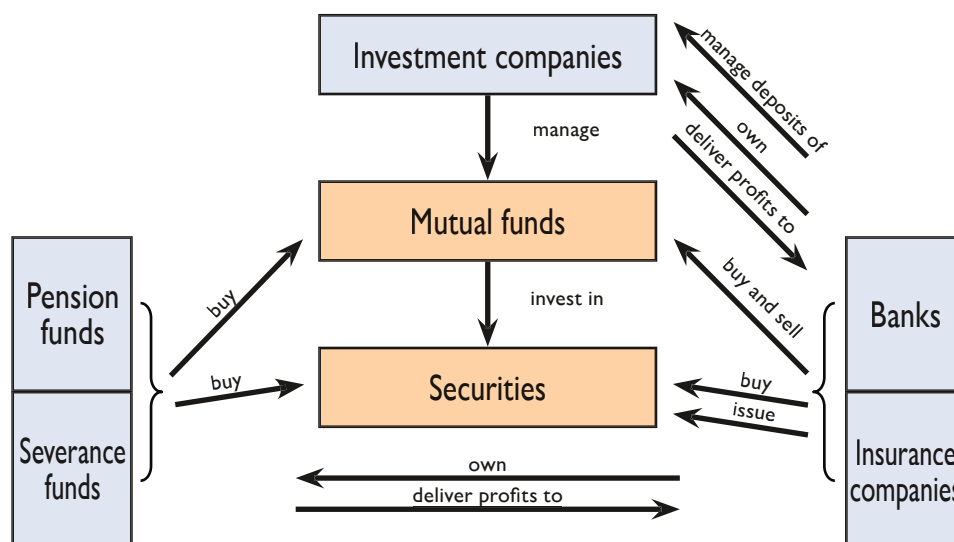 Investment companies
manage deposits of
own
deliver profits to
manage
Mutual funds
Pension
funds
buy
invest in
buy and sell
Banks
buy
Securities
buy
issue
Severance
funds
Insurance
companies
own
deliver profits to